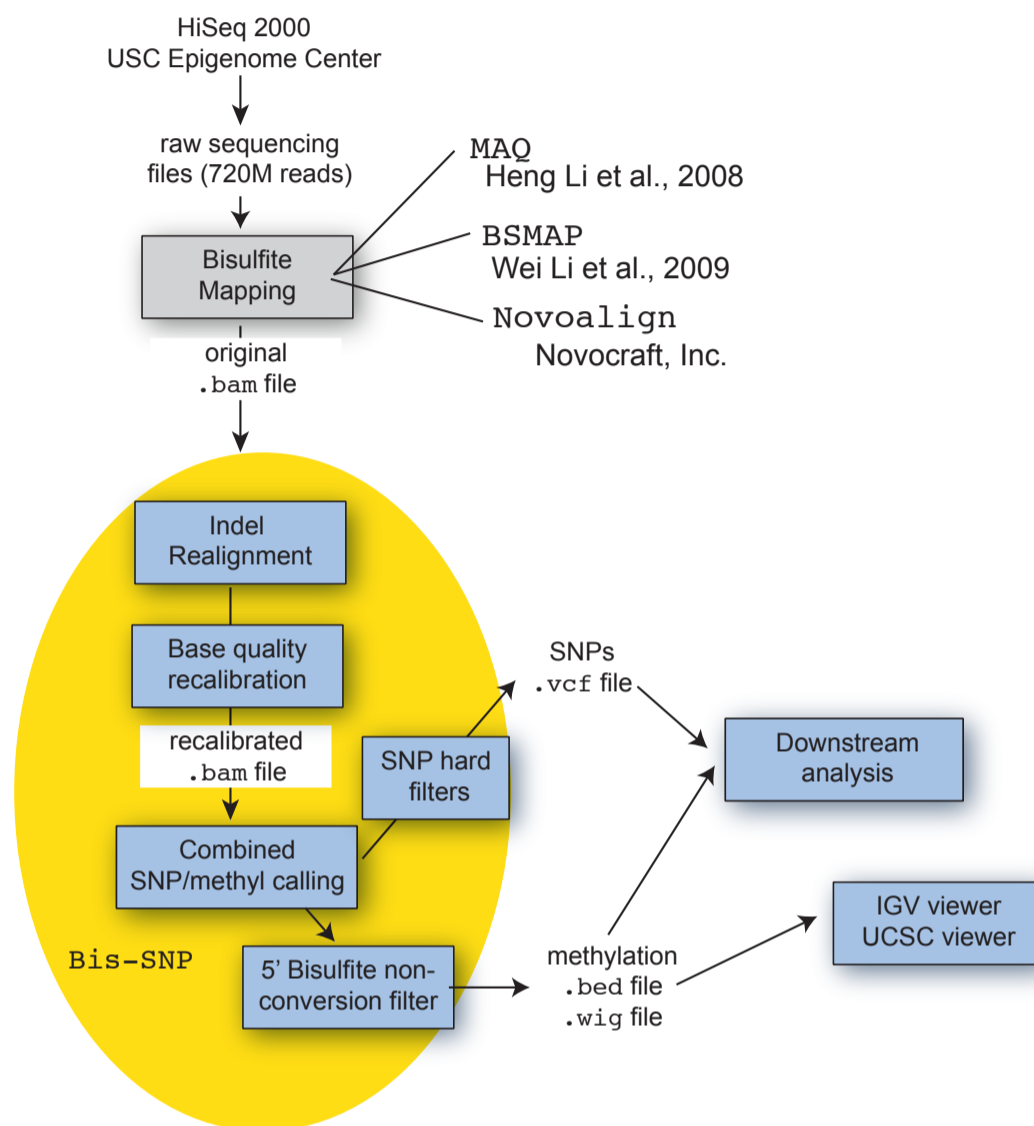 HiSeq 2000
USC Epigenome Center
raw sequencing
files (720M reads)
MAQ
Heng Li et al., 2008
BSMAP
Wei Li et al., 2009
Novoalign
Novocraft, Inc.
Bisulfite
Mapping
original
.bam file
Indel
Realignment
Base quality
recalibration
recalibrated
.bam file
SNP hard
filters
SNPs
.vcf file
Downstream
analysis
Combined
SNP/methyl calling
Bis-SNP
5’ Bisulfite non-
conversion filter
methylation
.bed file
.wig file
IGV viewer
UCSC viewer